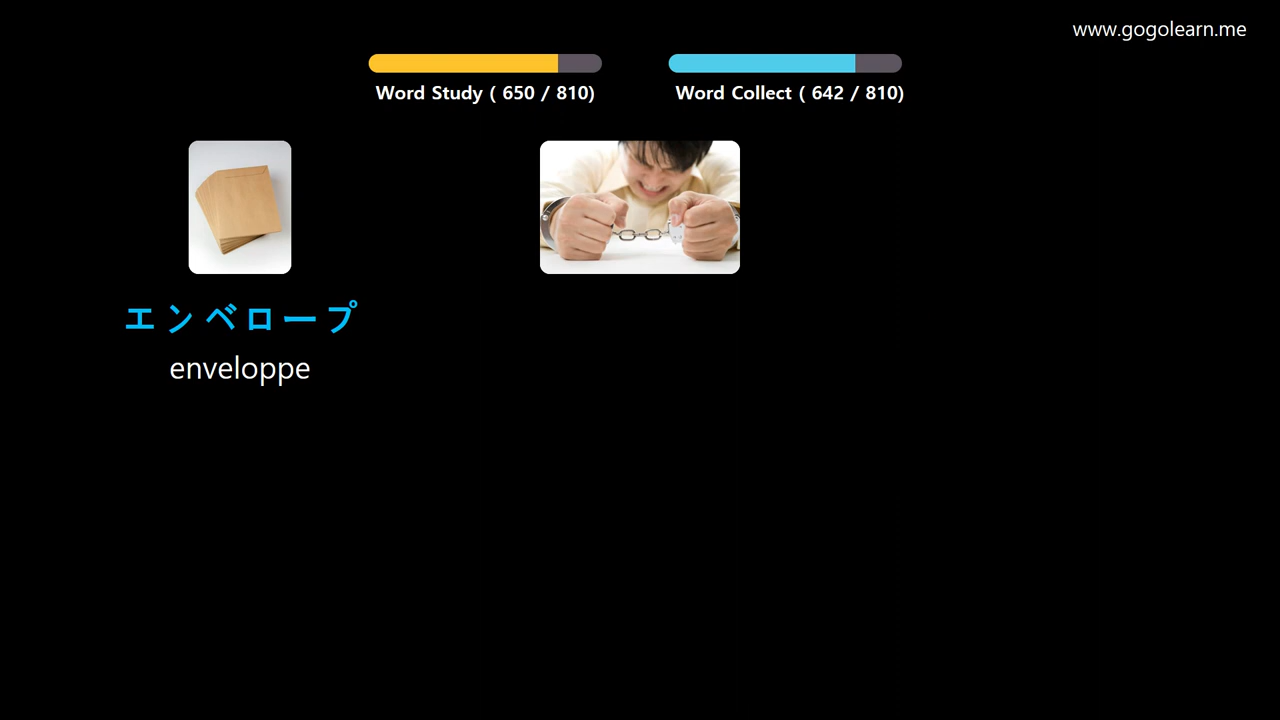 www.gogolearn.me
Word Study ( 650 / 810)
Word Collect ( 642 / 810)
エンベロープ
enveloppe